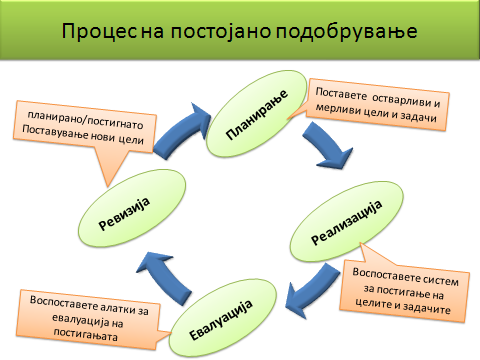 Процес на постојано подобрување
Планирање
Поставете остварливи и
мерливи цели и задачи
Реализација
Воспоставете систем
за постигање на
целите и задачите
Евалуација
Воспоставете алатки за
евалуација на
постигањата
Ревизија
планирано/постигнато
Поставување нови цели